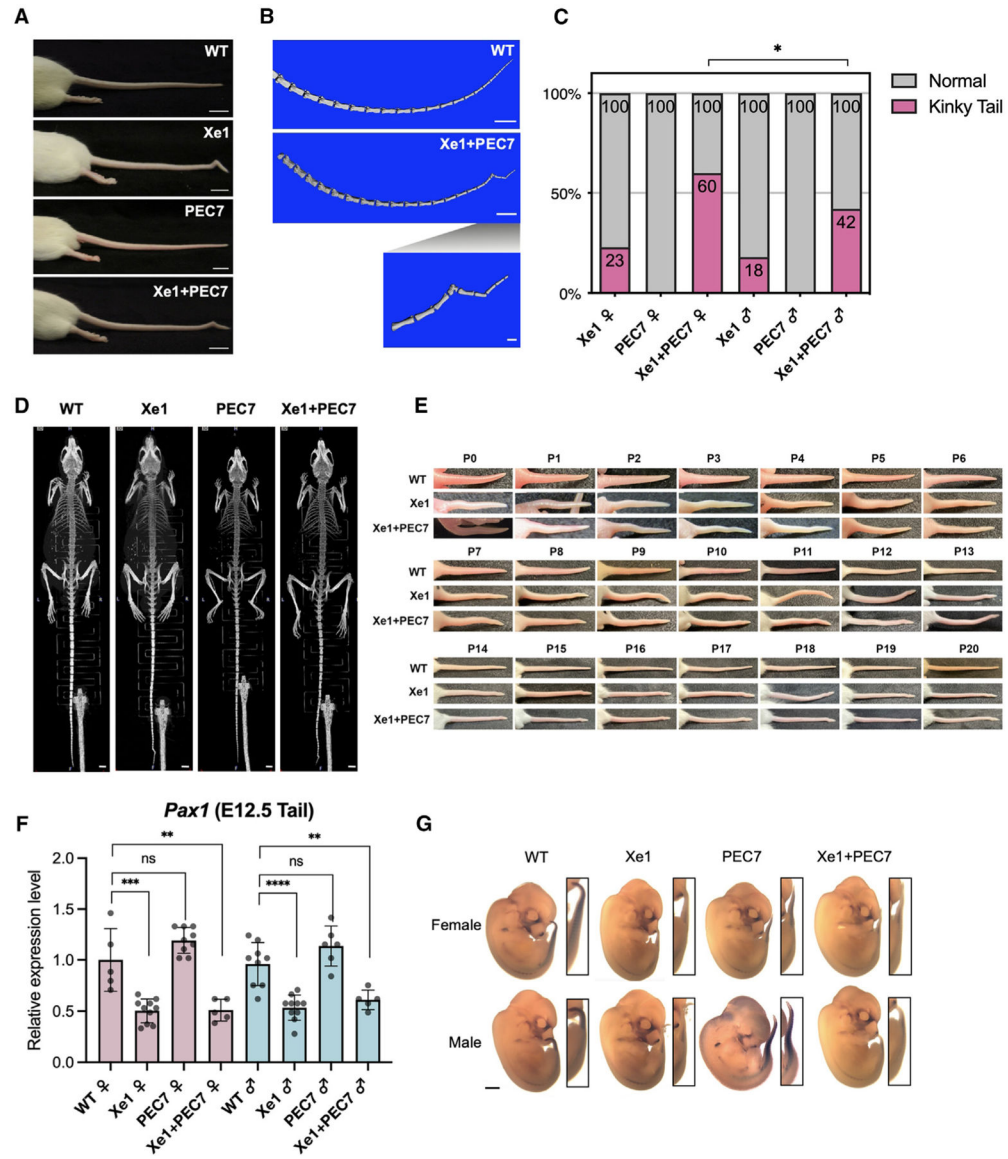 A
WT
Xe1
PEC7
Xe1+PEC7
B
WT
Xe1+PEC7
C
*
100%
50%
0%
100 100 100 100 100 100
23 60 18 42
Xe1 ♀
PEC7 ♀
Xe1+PEC7 ♀
Xe1 ♂
PEC7 ♂
Xe1+PEC7 ♂
Normal
Kinky Tail
D
WT Xe1 PEC7 Xe1+PEC7
L R L R L R L R
E
P0 P1 P2 P3 P4 P5 P6
WT
Xe1
Xe1+PEC7
P7 P8 P9 P10 P11 P12 P13
WT
Xe1
Xe1+PEC7
P14 P15 P16 P17 P18 P19 P20
WT
Xe1
Xe1+PEC7
F
Pax1 (E12.5 Tail)
Relative expression level
2.0
1.5
1.0
0.5
0.0
**
ns
***
**
ns
****
WT ♀
Xe1 ♀
PEC7 ♀
Xe1+PEC7 ♀
WT ♂
Xe1 ♂
PEC7 ♂
Xe1+PEC7 ♂
G
WT Xe1 PEC7 Xe1+PEC7
Female
Male